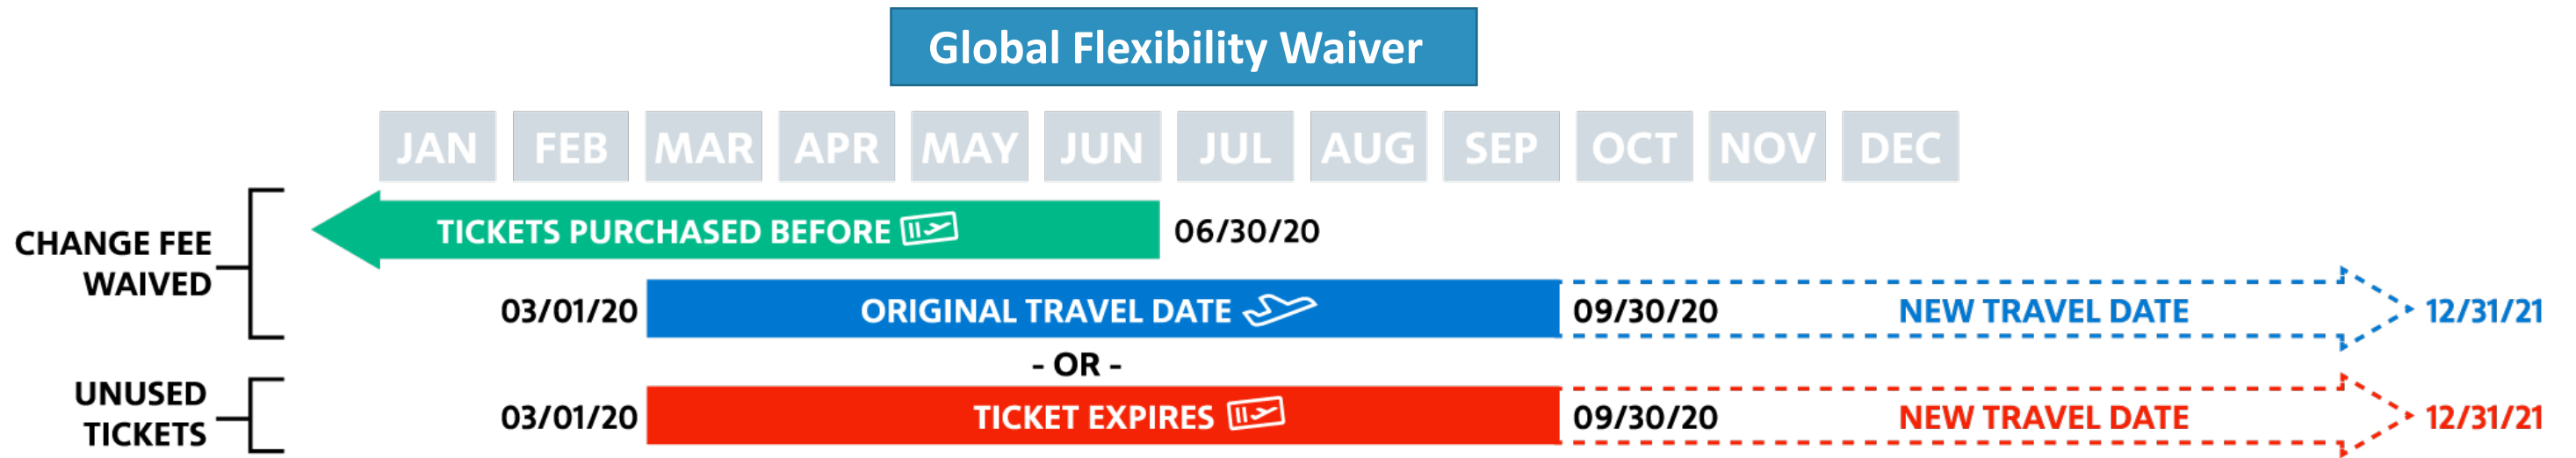 Global Flexibility Waiver
JAN FEB MAR APR MAY JUN JUL AUG SEP OCT NOV DEC
CHANGE FEE
WAIVED
TICKETS PURCHASED BEFORE 06/30/20
03/01/20 ORIGINAL TRAVEL DATE 09/30/20 NEW TRAVEL DATE 12/31/21
- OR -
UNUSED
TICKETS
03/01/20 TICKET EXPIRES 09/30/20 NEW TRAVEL DATE 12/31/21